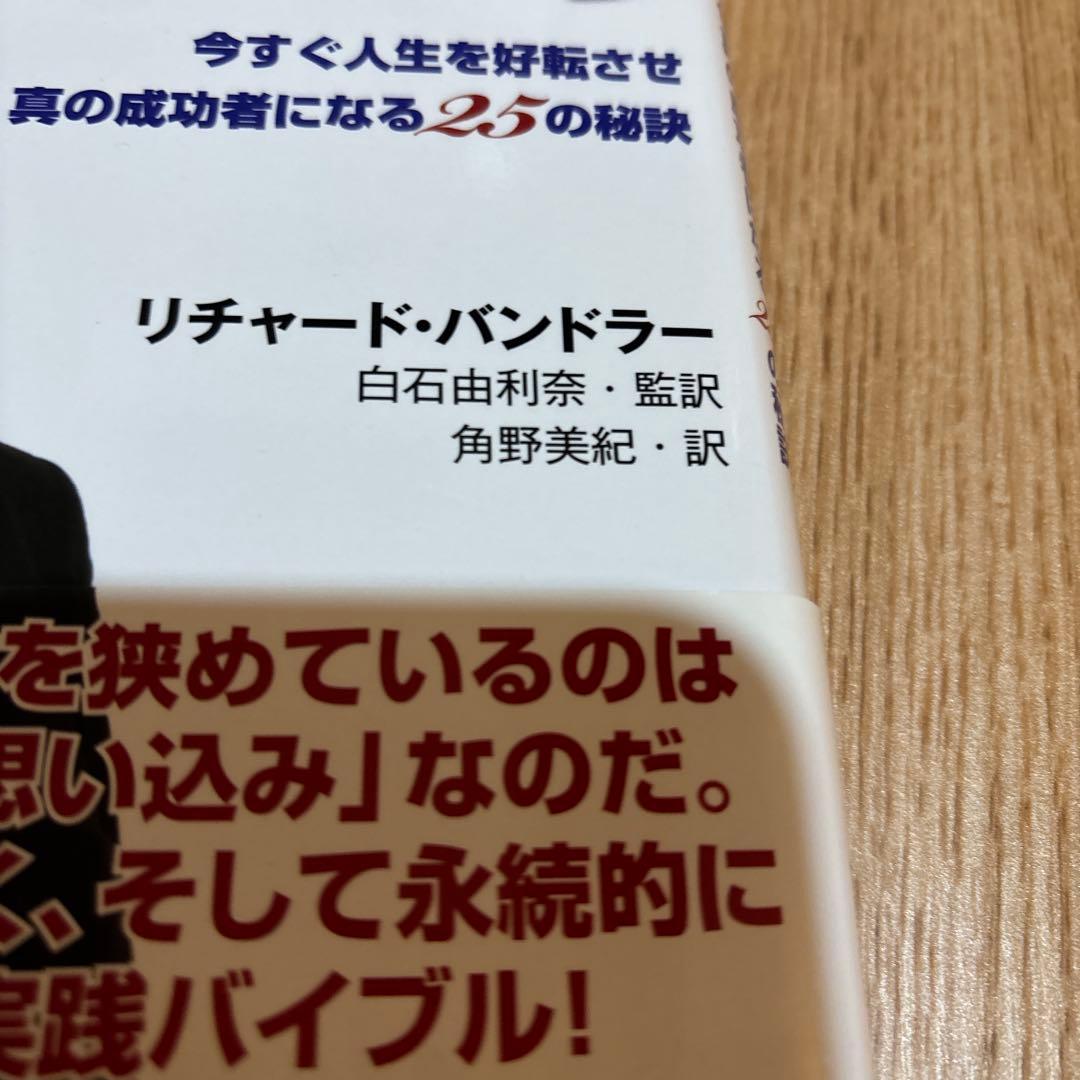 今すぐ人生を好転させ
真の成功者になる25の秘訣
リチャード・バンドラー
白石由利奈・監訳
角野美紀・訳
を狭めているのは
思い込み」なのだ。
く、そして永続的に
実践バイブル!